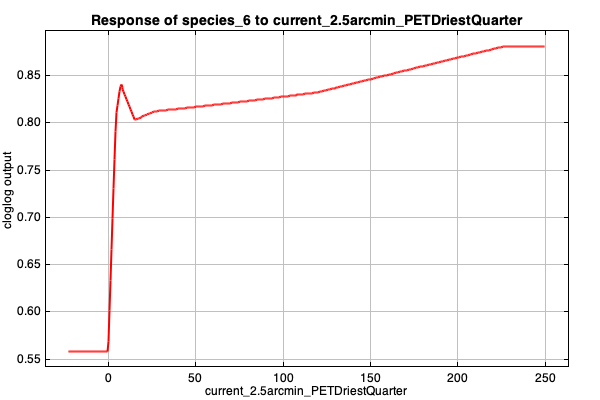 Response of species_6 to current_2.5arcmin_PETDriestQuarter
cloglog output
0.85
0.80
0.75
0.70
0.65
0.60
0.55
0 50 100 150 200 250
current_2.5arcmin_PETDriestQuarter